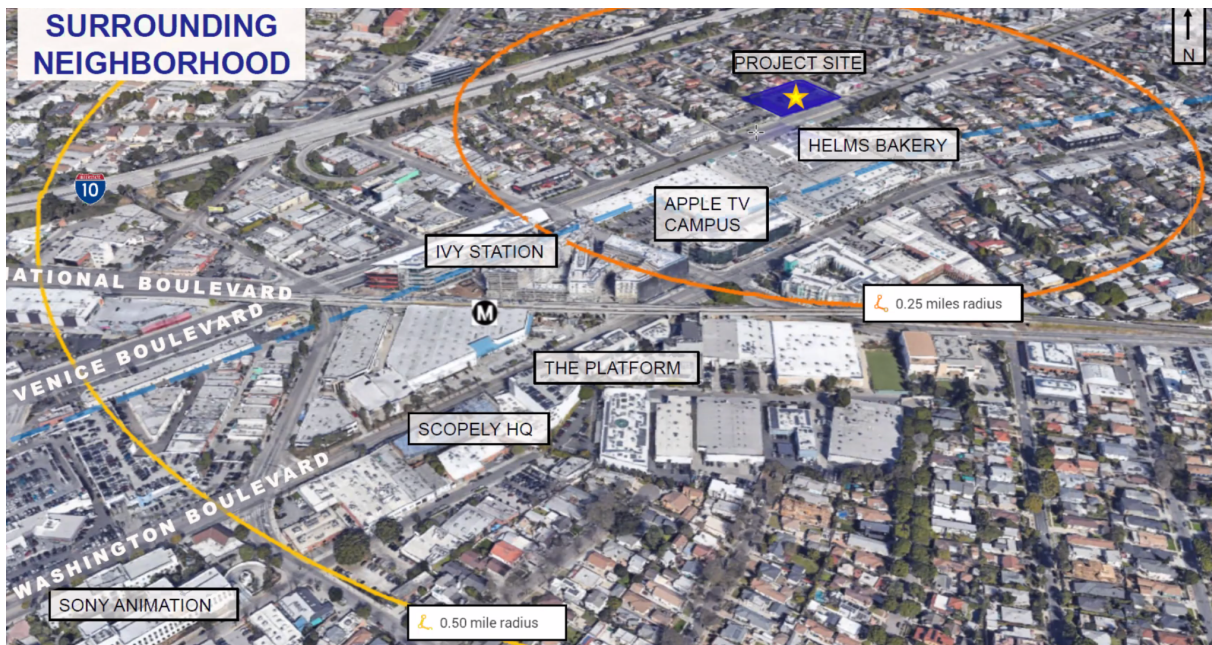 SURROUNDING
NEIGHBORHOOD
N
PROJECT SITE
HELMS BAKERY
10
APPLE TV
CAMPUS
IVY STATION
NATIONAL BOULEVARD
0.25 miles radius
M
VENICE BOULEVARD
THE PLATFORM
SCOPELY HQ
WASHINGTON BOULEVARD
SONY ANIMATION
0.50 mile radius